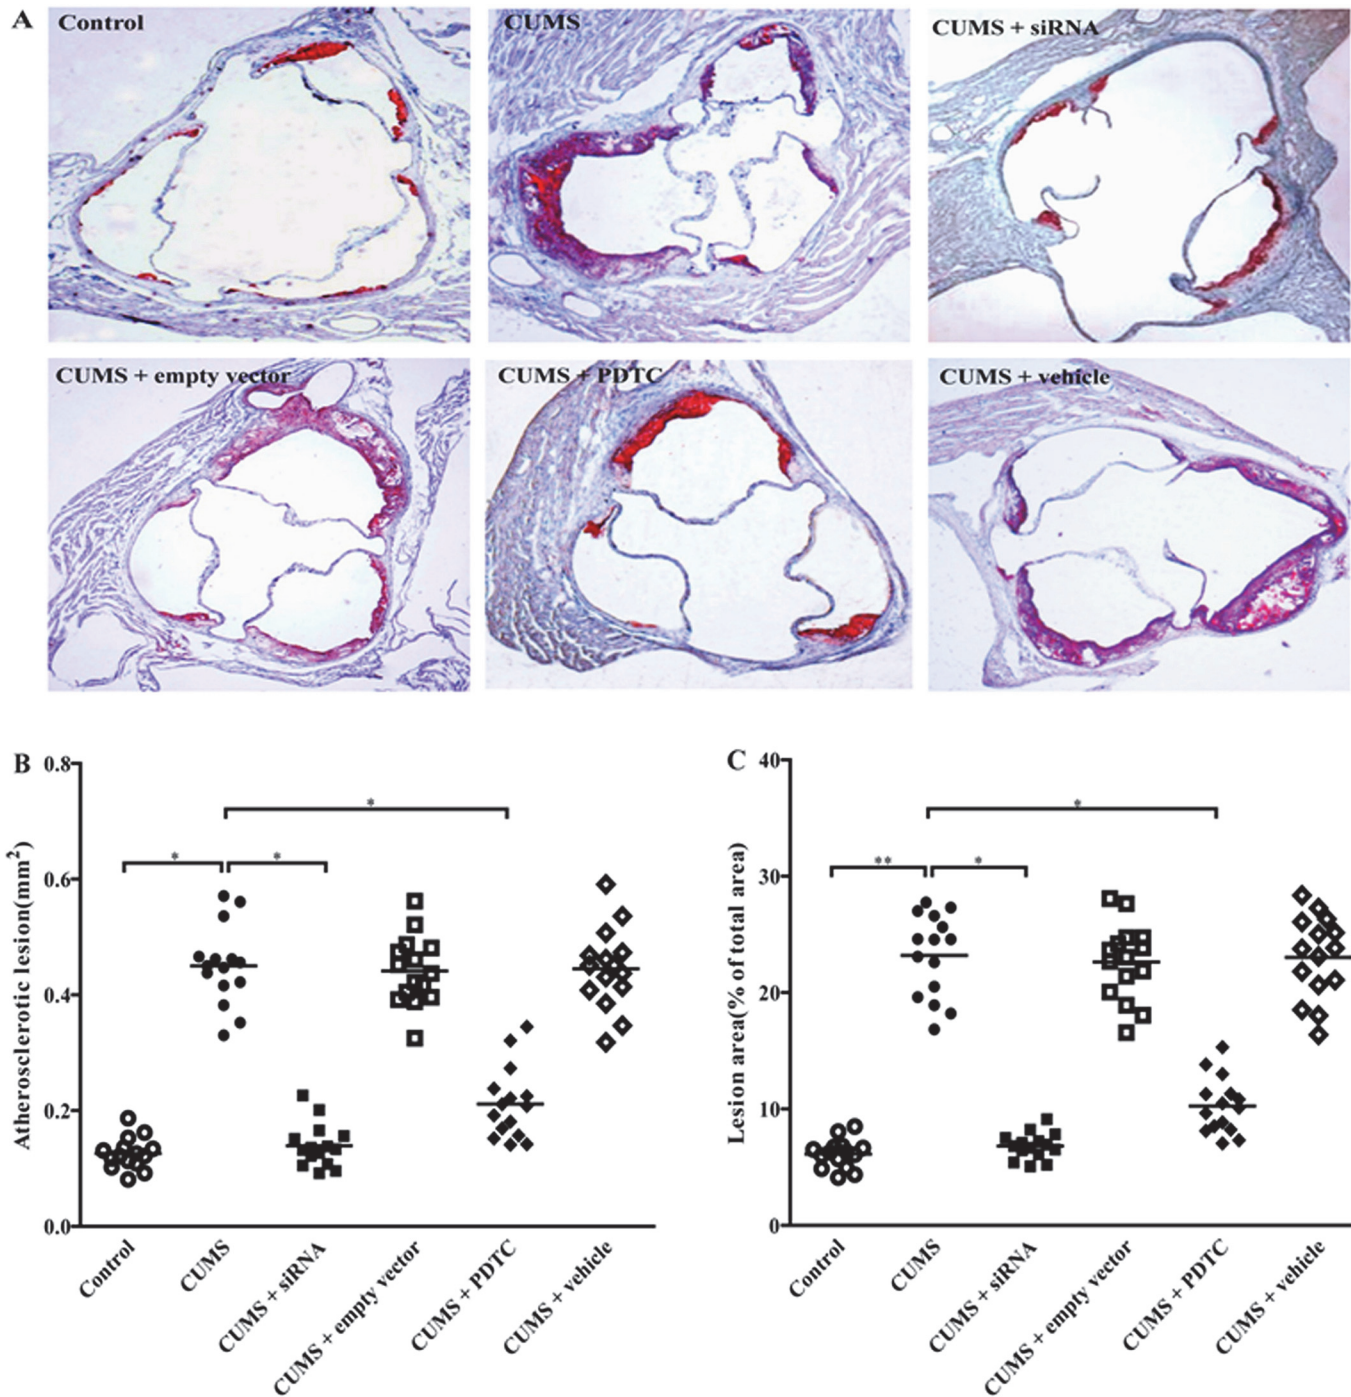 A
Control
CUMS
CUMS + siRNA
CUMS + empty vector
CUMS + PDTC
CUMS + vehicle
B
Atherosclerotic lesion(mm²)
0.8
0.6
0.4
0.2
0.0
*
*
*
Control
CUMS
CUMS + siRNA
CUMS + empty vector
CUMS + PDTC
CUMS + vehicle
C
Lesion area(% of total area)
40
30
20
10
0
*
**
*
Control
CUMS
CUMS + siRNA
CUMS + empty vector
CUMS + PDTC
CUMS + vehicle